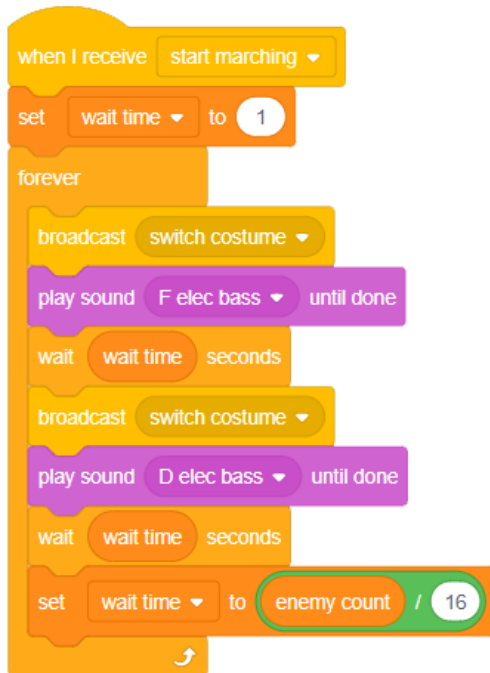 when I receive start marching
set wait time to 1
forever
broadcast switch costume
play sound F elec bass until done
wait wait time seconds
broadcast switch costume
play sound D elec bass until done
wait wait time seconds
set wait time to enemy count / 16